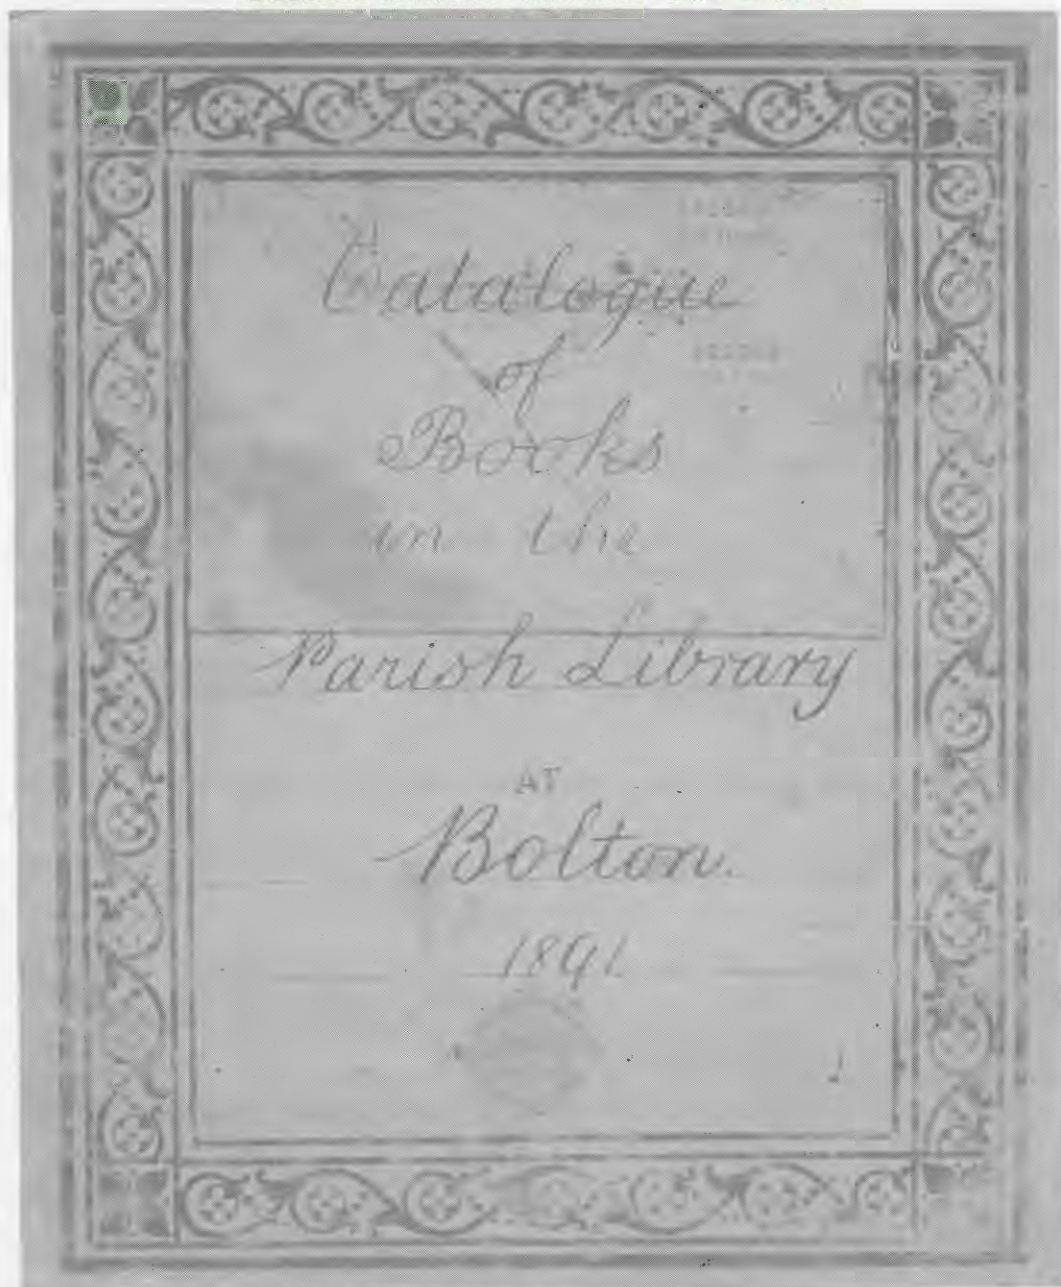 Catalogue
of
Books
in the
Parish Library
AT
Bolton.
1891